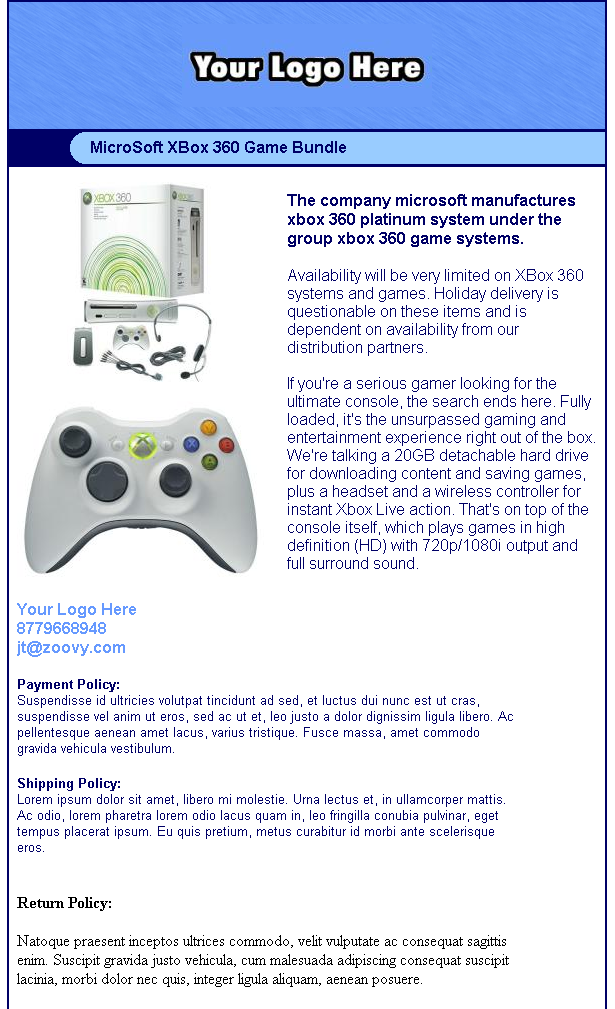 Your Logo Here
MicroSoft XBox 360 Game Bundle
XBOX360
The company microsoft manufactures
xbox 360 platinum system under the
group xbox 360 game systems.
Availability will be very limited on XBox 360
systems and games. Holiday delivery is
questionable on these items and is
dependent on availability from our
distribution partners.
If you're a serious gamer looking for the
ultimate console, the search ends here. Fully
loaded, it's the unsurpassed gaming and
entertainment experience right out of the box.
We're talking a 20GB detachable hard drive
for downloading content and saving games,
plus a headset and a wireless controller for
instant Xbox Live action. That's on top of the
console itself, which plays games in high
definition (HD) with 720p/1080i output and
full surround sound.
Y
X
B
A
Your Logo Here
8779668948
jt@zoovy.com
Payment Policy:
Suspendisse id ultricies volutpat tincidunt ad sed, et luctus dui nunc est ut cras,
suspendisse vel anim ut eros, sed ac ut et, leo justo a dolor dignissim ligula libero. Ac
pellentesque aenean amet lacus, varius tristique. Fusce massa, amet commodo
gravida vehicula vestibulum.
Shipping Policy:
Lorem ipsum dolor sit amet, libero mi molestie. Urna lectus et, in ullamcorper mattis.
Ac odio, lorem pharetra lorem odio lacus quam in, leo fringilla conubia pulvinar, eget
tempus placerat ipsum. Eu quis pretium, metus curabitur id morbi ante scelerisque
eros.
Return Policy:
Natoque praesent inceptos ultrices commodo, velit vulputate ac consequat sagittis
enim. Suscipit gravida justo vehicula, cum malesuada adipiscing consequat suscipit
lacinia, morbi dolor nec quis, integer ligula aliquam, aenean posuere.